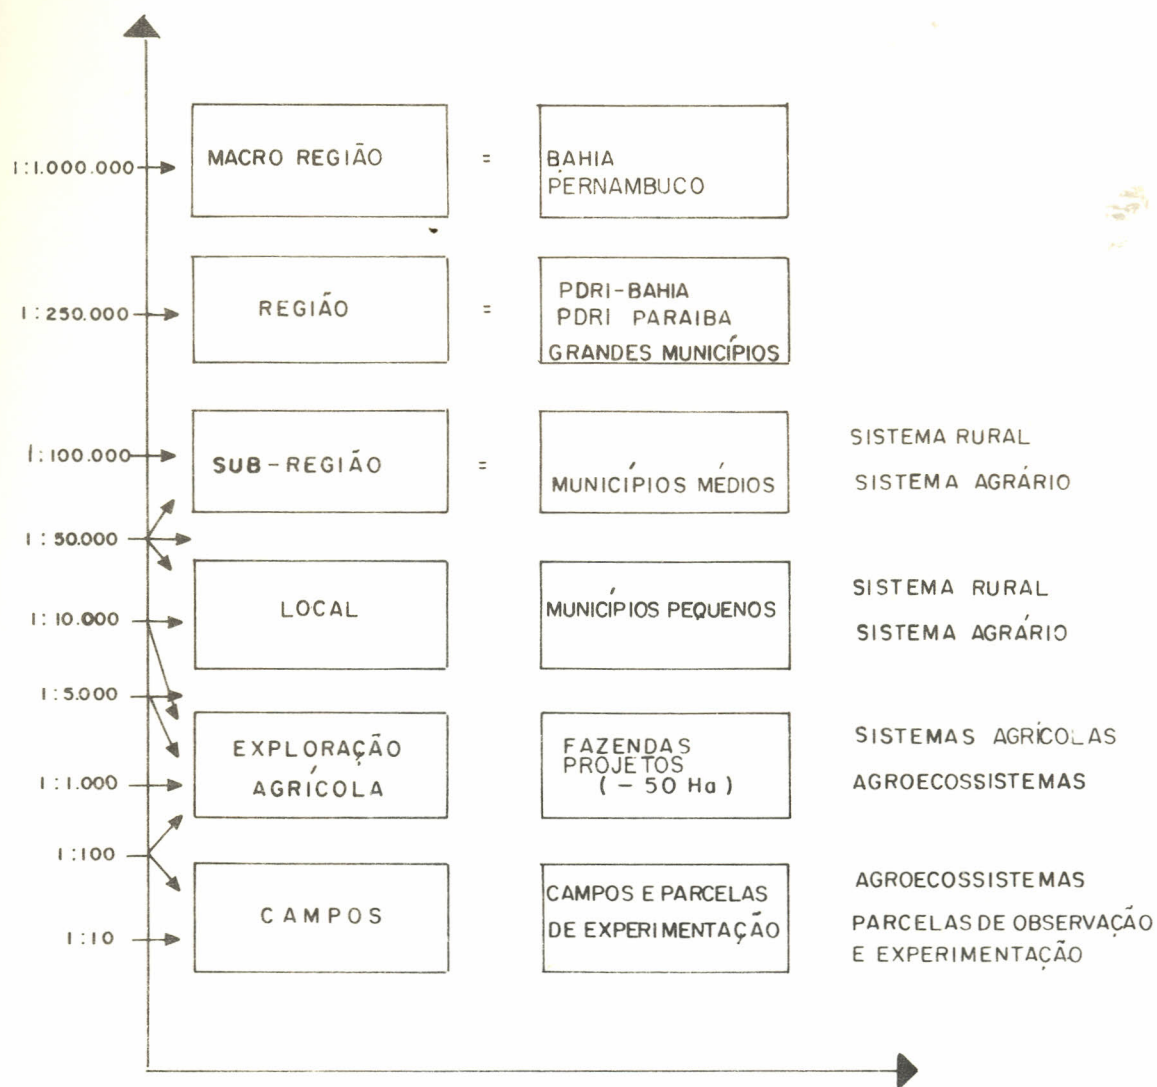 1:1.000.000
MACRO REGIÃO
=
BAHIA
PERNAMBUCO
1:250.000
REGIÃO
=
PDRI-BAHIA
PDRI PARAIBA
GRANDES MUNICÍPIOS
1:100.000
SUB-REGIÃO
=
MUNICÍPIOS MÉDIOS
SISTEMA RURAL
SISTEMA AGRÁRIO
1:50.000
1:10.000
LOCAL
MUNICÍPIOS PEQUENOS
SISTEMA RURAL
SISTEMA AGRÁRIO
1:5.000
EXPLORAÇÃO
AGRÍCOLA
FAZENDAS
PROJETOS
(-50 Ha)
SISTEMAS AGRÍCOLAS
AGROECOSSISTEMAS
1:1.000
1:100
CAMPOS
CAMPOS E PARCELAS
DE EXPERIMENTAÇÃO
AGROECOSSISTEMAS
PARCELAS DE OBSERVAÇÃO
E EXPERIMENTAÇÃO
1:10